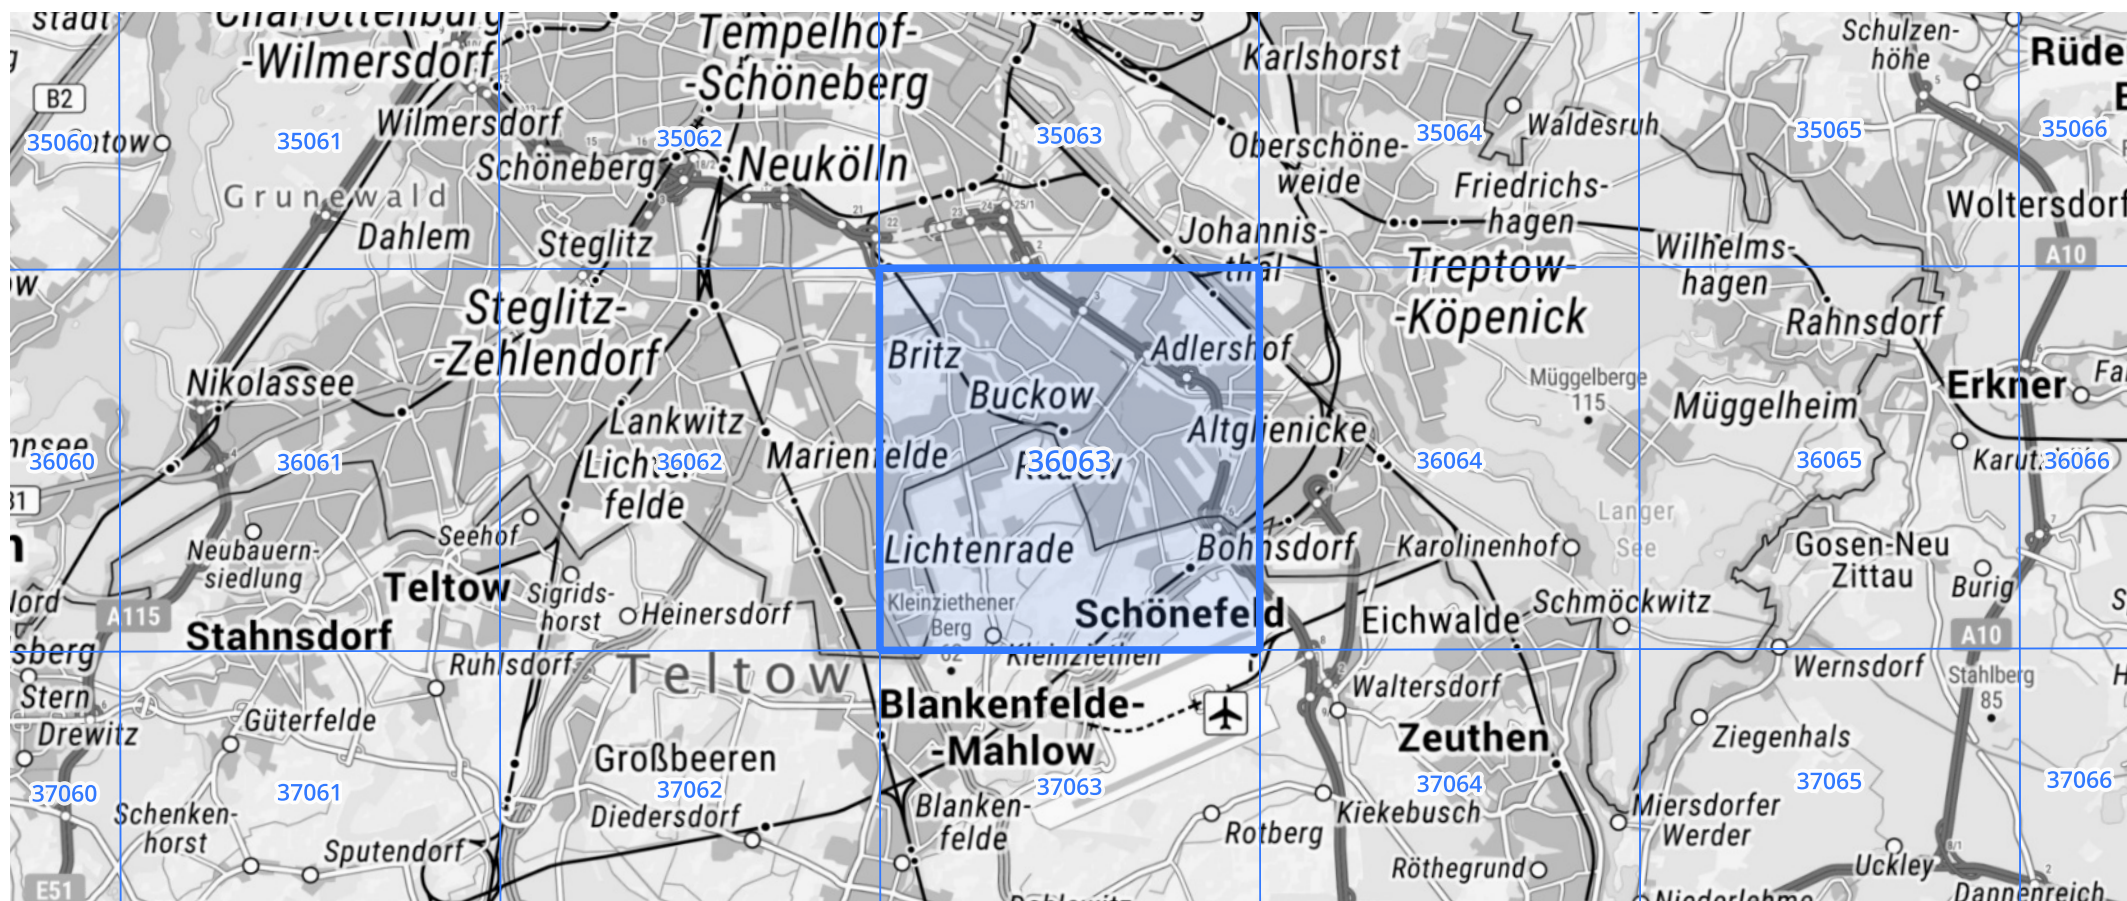 stadt
-Wilmersdorf
Tempelhof-
-Schöneberg
Karlshorst
Schulzen-
höhe
Rüde
B2
Wilmersdorf
Waldesruh
35060
35061
35062
35063
35064
35065
35066
Schöneberg
Neukölln
Oberschöne-
weide
Friedrichs-
hagen
Grunewald
Dahlem
Steglitz
Johannis-
thal
Woltersdorf
Wilhelms-
hagen
A10
Treptow-
-Köpenick
Steglitz-
-Zehlendorf
Rahnsdorf
Britz
Adlershof
Nikolassee
Buckow
Müggelberge
115
Müggelheim
Erkner
Lankwitz
Marienfelde
Altglienicke
36060
36061
36062
36063
36064
36065
36066
Lichter
felde
Rudow
Langer
See
Neubauern-
siedlung
Seehof
Lichtenrade
Bohnsdorf
Karolinenhof
Gosen-Neu
Zittau
Burig
Teltow
Sigrids-
horst
Heinersdorf
A115
Stahnsdorf
Kleinziethener
Berg
62
Schönefeld
Eichwalde
Schmöckwitz
A10
Ruhlsdorf
Teltow
Kleinziethen
Wernsdorf
Stahlberg
85
Stern
Drewitz
Güterfelde
Blankenfelde-
-Mahlow
Waltersdorf
Zeuthen
Ziegenhals
Großbeeren
37060
37061
37062
37063
37064
37065
37066
Schenken-
horst
Diedersdorf
Blanken-
felde
Rotberg
Kiekebusch
Miersdorfer
Werder
Sputendorf
Röthegrund
Uckley
E51
Dannenreich